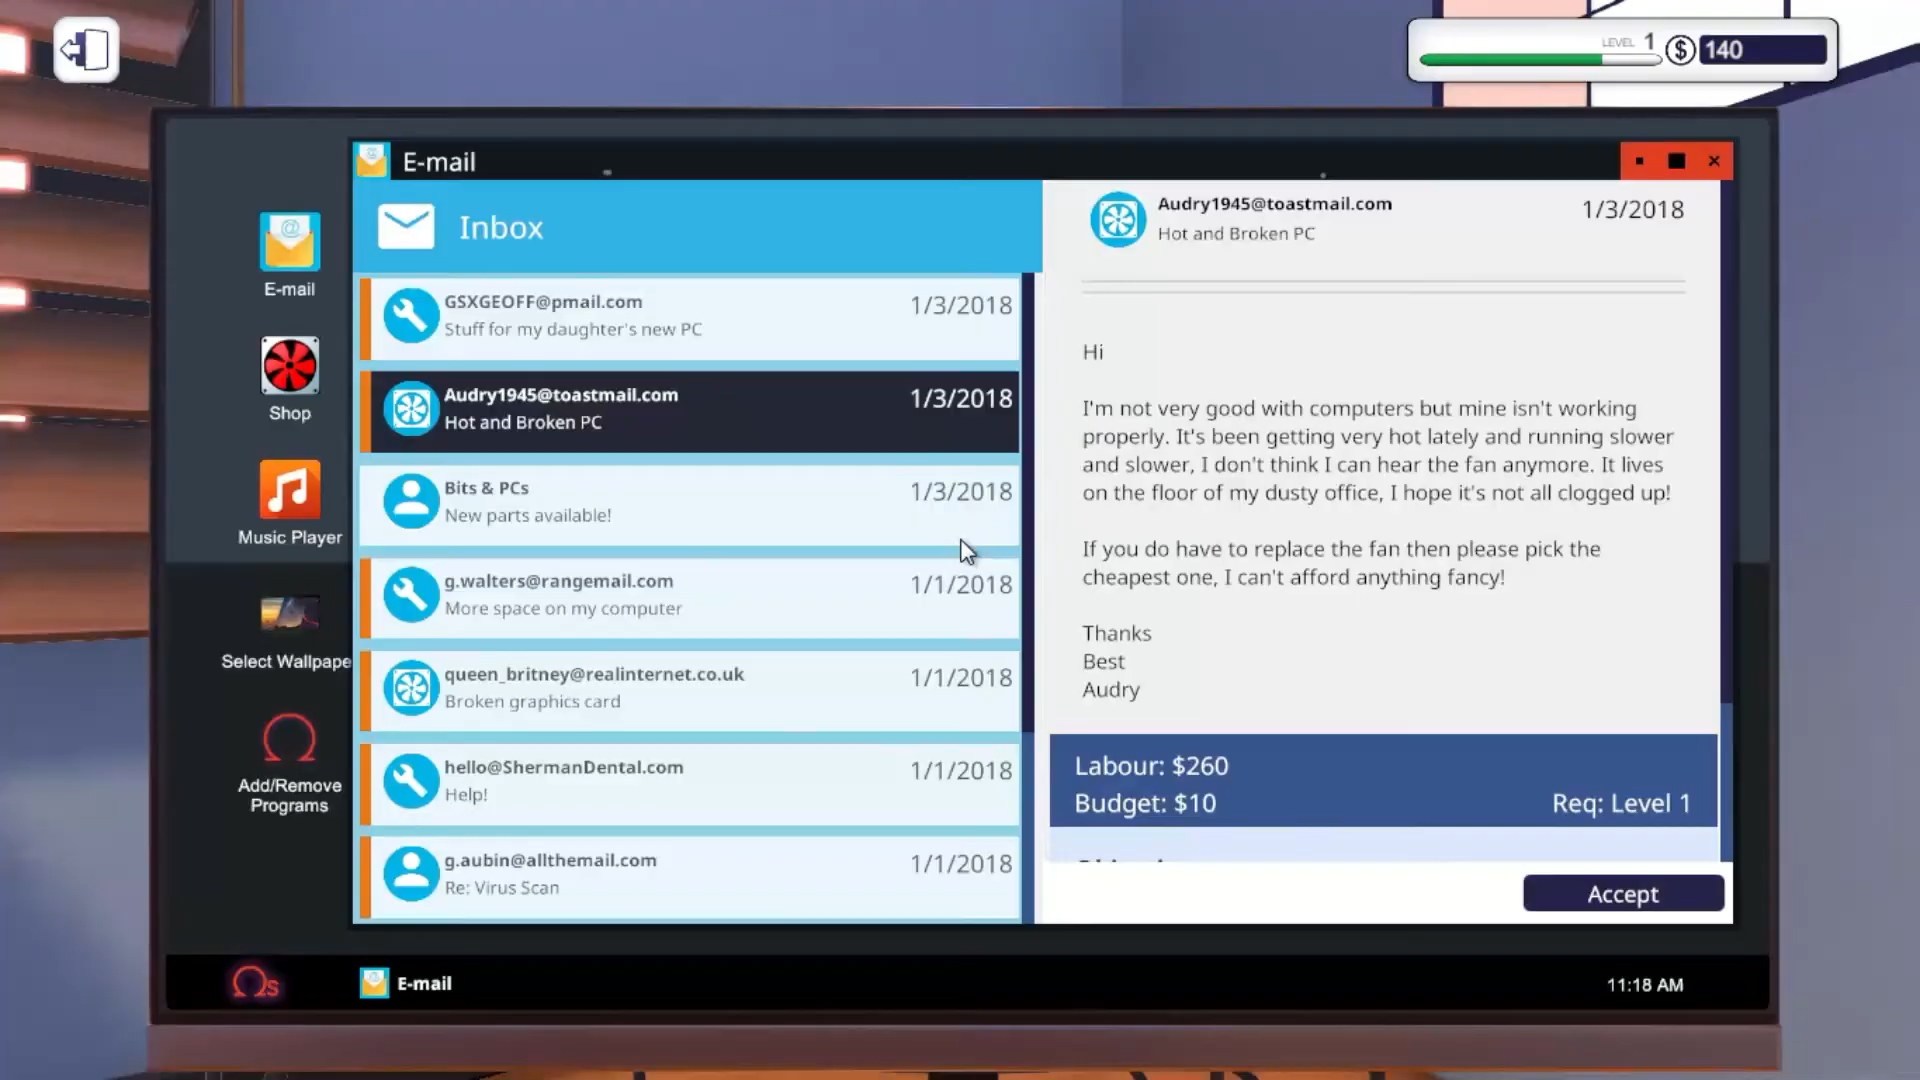 LEVEL 1
140
E-mail
Inbox
E-mail
Shop
Music Player
Select Wallpape
Add/Remove
Programs
GSXGEOFF@pmail.com
1/3/2018
Stuff for my daughter's new PC
Audry1945@toastmail.com
1/3/2018
Hot and Broken PC
Bits & PCs
1/3/2018
New parts available!
g.walters@rangemail.com
1/1/2018
More space on my computer
queen_britney@realinternet.co.uk
1/1/2018
Broken graphics card
hello@ShermanDental.com
1/1/2018
Help!
g.aubin@allthemail.com
1/1/2018
Re: Virus Scan
Audry1945@toastmail.com
1/3/2018
Hot and Broken PC
Hi
I'm not very good with computers but mine isn't working
properly. It's been getting very hot lately and running slower
and slower, I don't think I can hear the fan anymore. It lives
on the floor of my dusty office, I hope it's not all clogged up!
If you do have to replace the fan then please pick the
cheapest one, I can't afford anything fancy!
Thanks
Best
Audry
Labour: $260
Budget: $10
Req: Level 1
Accept
Ωs
E-mail
11:18 AM